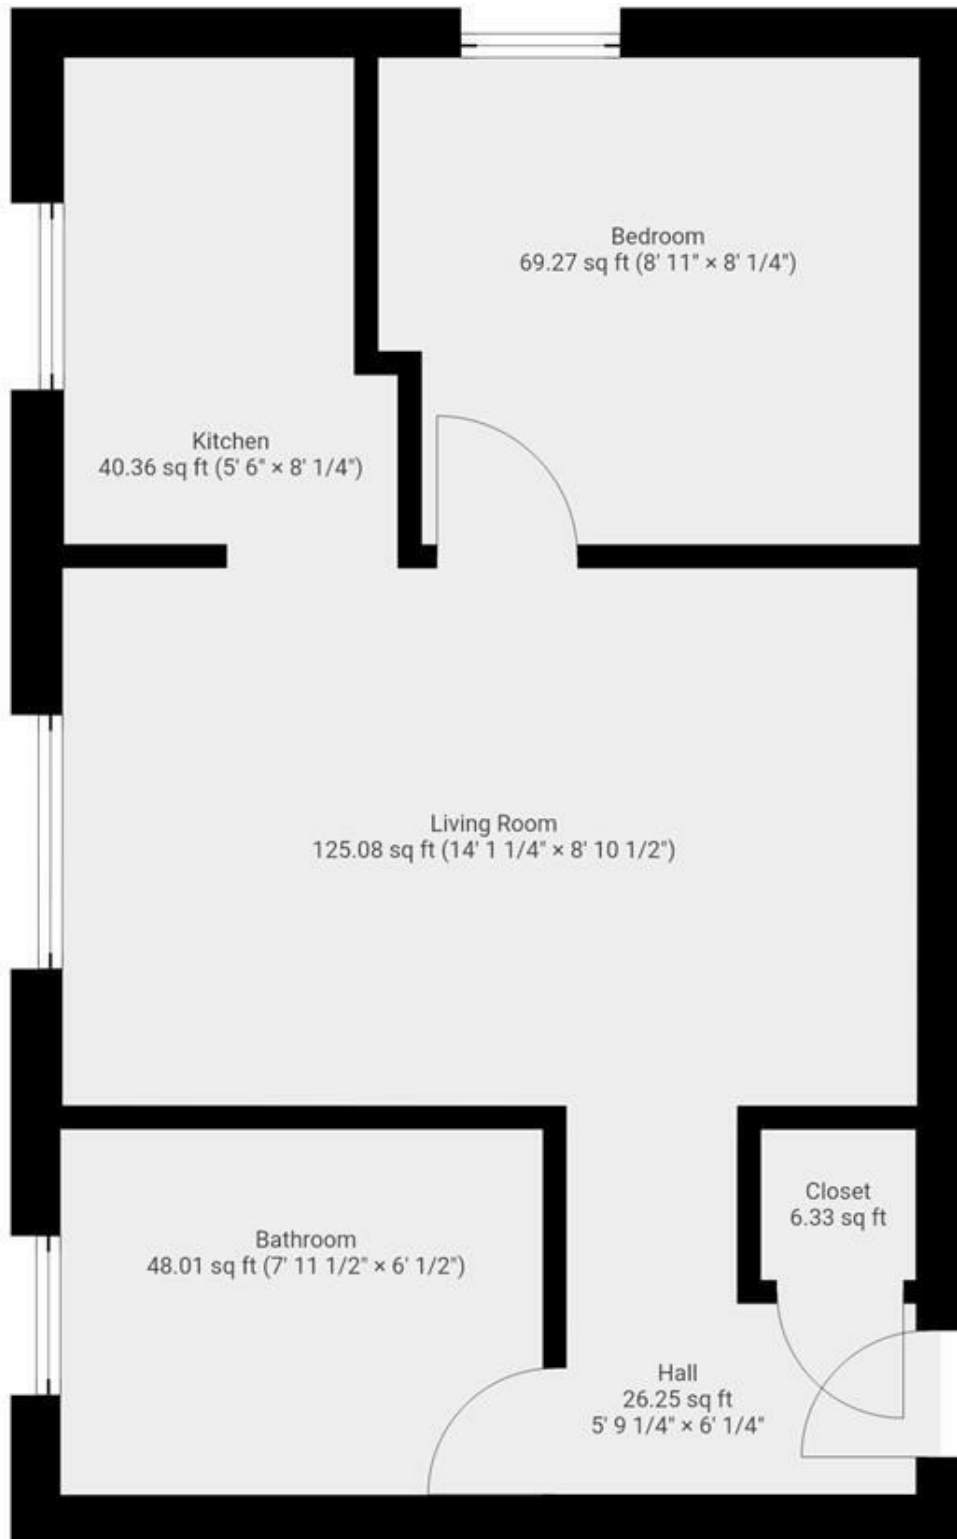 Bedroom
69.27 sq ft (8' 11" × 8' 1/4")
Kitchen
40.36 sq ft (5' 6" × 8' 1/4")
Living Room
125.08 sq ft (14' 1 1/4" × 8' 10 1/2")
Closet
6.33 sq ft
Bathroom
48.01 sq ft (7' 11 1/2" × 6' 1/2")
Hall
26.25 sq ft
5' 9 1/4" × 6' 1/4"